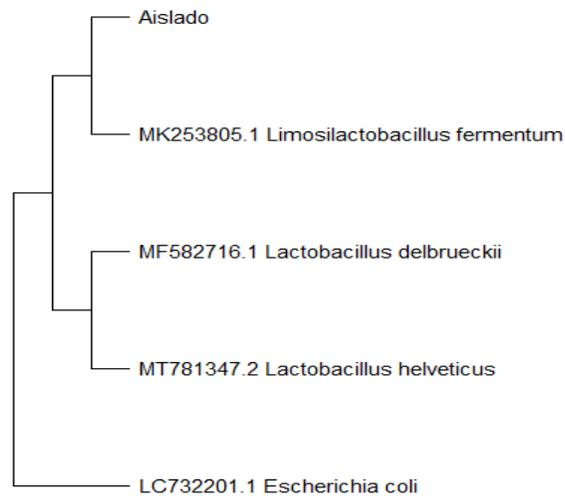 Aislado
MK253805.1 Limosilactobacillus fermentum
MF582716.1 Lactobacillus delbrueckii
MT781347.2 Lactobacillus helveticus
LC732201.1 Escherichia coli